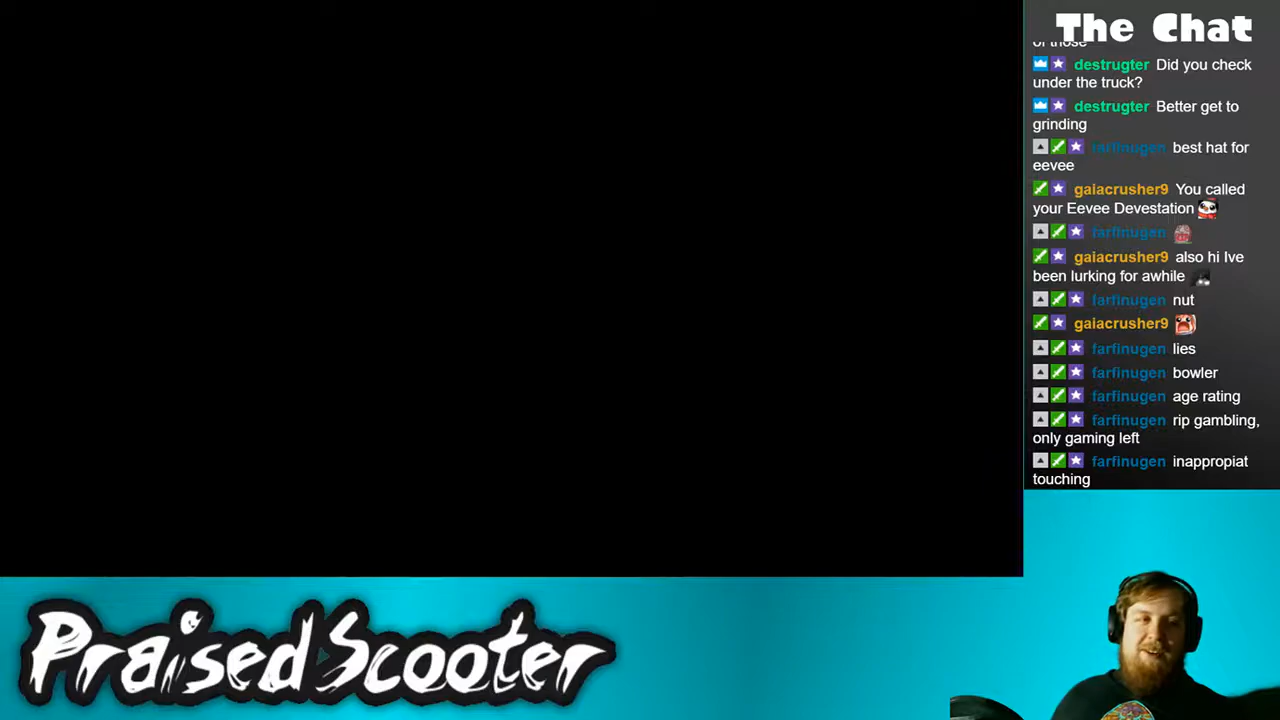 The Chat
of those
destrugter Did you check
under the truck?
destrugter Better get to
grinding
farfinugen best hat for
eevee
gaiacrusher9 You called
your Eevee Devestation
farfinugen
gaiacrusher9 also hi Ive
been lurking for awhile
farfinugen nut
gaiacrusher9
farfinugen lies
farfinugen bowler
farfinugen age rating
farfinugen rip gambling,
only gaming left
farfinugen inappropiat
touching
PraisedScooter